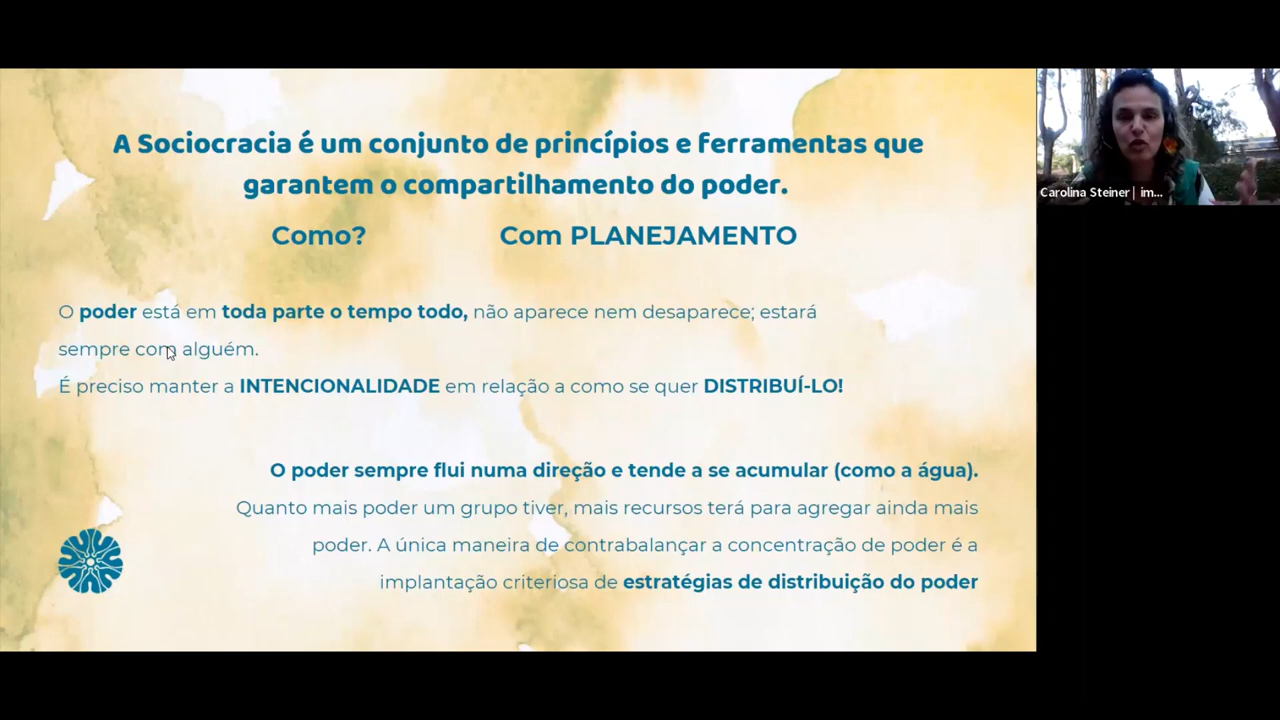 A Sociocracia é um conjunto de princípios e ferramentas que
garantem o compartilhamento do poder.
Como? Com PLANEJAMENTO
O poder está em toda parte o tempo todo, não aparece nem desaparece; estará
sempre com alguém.
É preciso manter a INTENCIONALIDADE em relação a como se quer DISTRIBUÍ-LO!
O poder sempre flui numa direção e tende a se acumular (como a água).
Quanto mais poder um grupo tiver, mais recursos terá para agregar ainda mais
poder. A única maneira de contrabalançar a concentração de poder é a
implantação criteriosa de estratégias de distribuição do poder
Carolina Steiner| im...